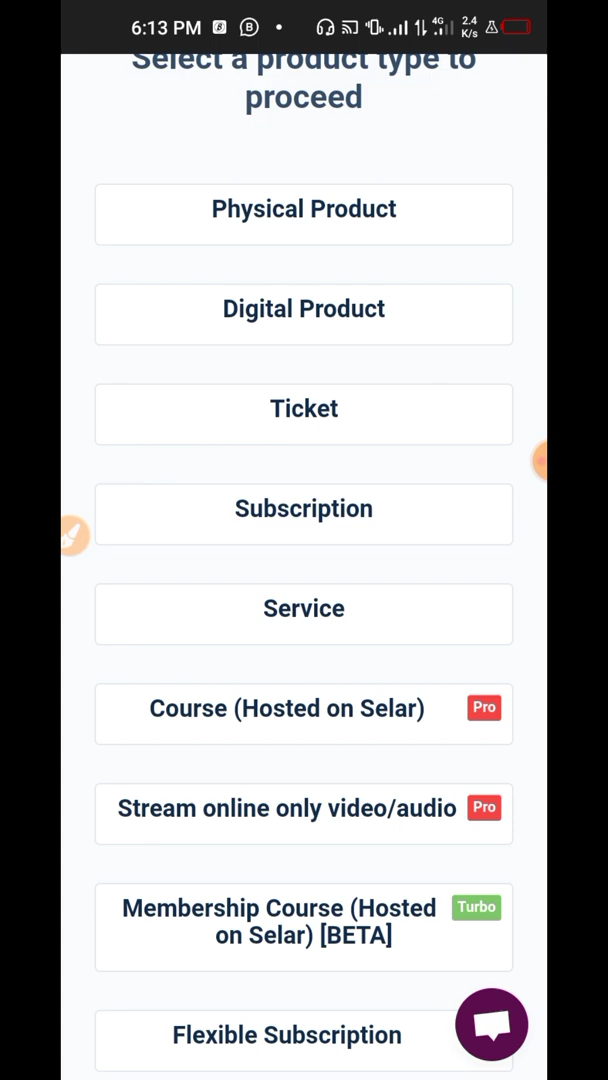 6:13 PM
4G
2.4
K/s
Select a product type to
proceed
Physical Product
Digital Product
Ticket
Subscription
Service
Course (Hosted on Selar)
Pro
Stream online only video/audio
Pro
Membership Course (Hosted
on Selar) [BETA]
Turbo
Flexible Subscription